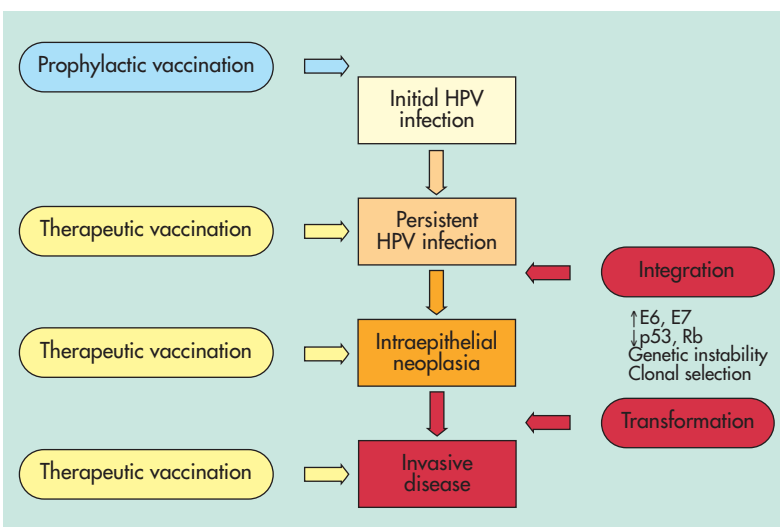 Prophylactic vaccination
Initial HPV
infection
Therapeutic vaccination
Persistent
HPV infection
Integration
↑E6, E7
↓p53, Rb
Genetic instability
Clonal selection
Therapeutic vaccination
Intraepithelial
neoplasia
Transformation
Therapeutic vaccination
Invasive
disease